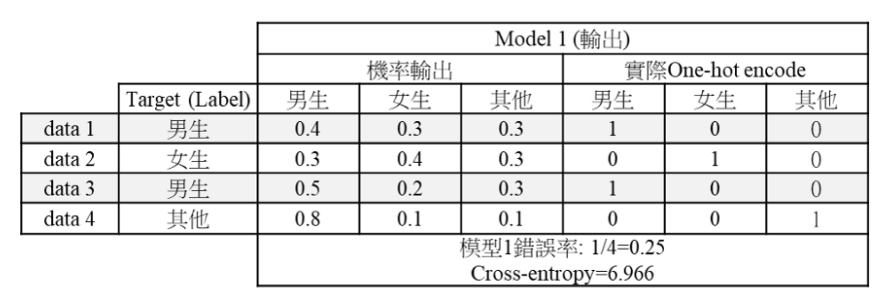 Model 1 (輸出)
機率輸出 實際One-hot encode
Target (Label) 男生 女生 其他 男生 女生 其他
data 1 男生 0.4 0.3 0.3 1 0 0
data 2 女生 0.3 0.4 0.3 0 1 0
data 3 男生 0.5 0.2 0.3 1 0 0
data 4 其他 0.8 0.1 0.1 0 0 1
模型1錯誤率: 1/4=0.25
Cross-entropy=6.966